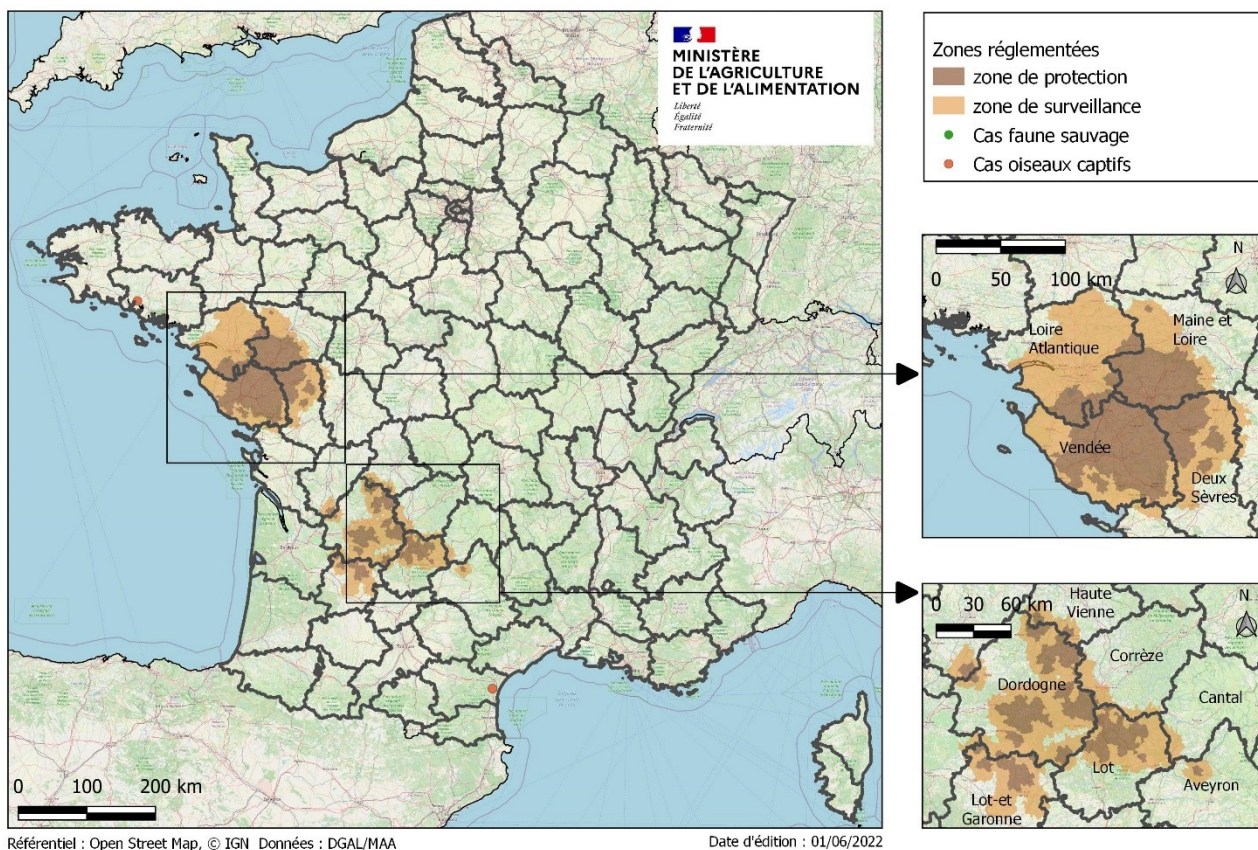 MINISTÈRE
DE L'AGRICULTURE
ET DE L'ALIMENTATION
Liberté
Égalité
Fraternité
0 100 200 km
Référentiel : Open Street Map, © IGN Données : DGAL/MAA
Date d'édition : 01/06/2022
Zones réglementées
zone de protection
zone de surveillance
Cas faune sauvage
Cas oiseaux captifs
0 50 100 km
N
Loire
Atlantique
Maine et
Loire
Vendée
Deux
Sèvres
0 30 60 km
N
Haute
Vienne
Corrèze
Dordogne
Cantal
Lot
Aveyron
Lot-et
Garonne